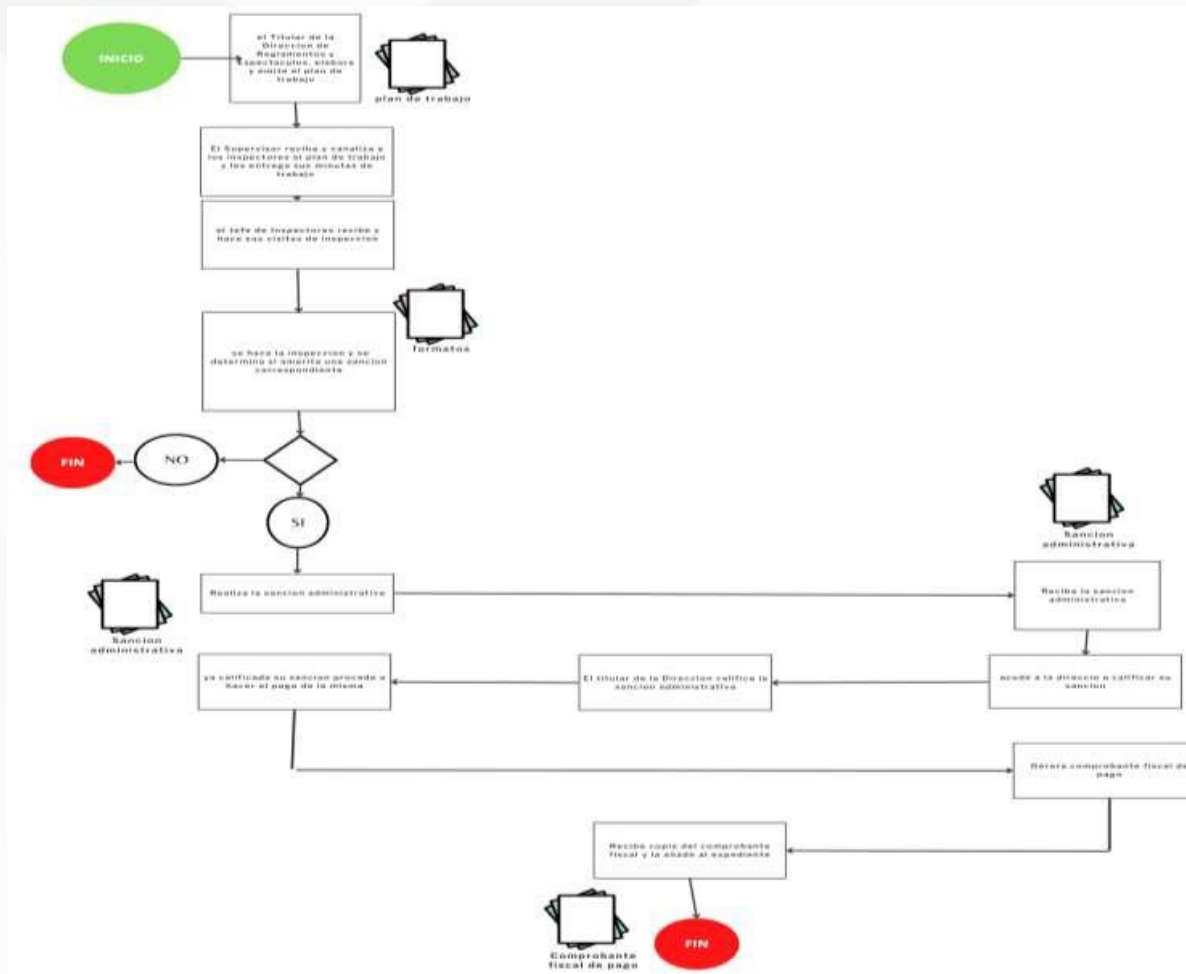 INICIO
el Titular de la
Direccion de
Reglamentos y
Espectaculos, elabora
y emite el plan de
trabajo
plan de trabajo
El Supervisor recibe y canaliza a
los inspectores el plan de trabajo
y les entrega sus minutas de
trabajo
el Jefe de Inspectores recibe y
hace sus visitas de inspeccion
formatos
se hace la inspeccion y se
determina si amerita una sancion
correspondiente
FIN
NO
SI
Sancion
administrativa
Realiza la sancion administrativa
Recibe la sancion
administrativa
Sancion
administrativa
ya calificada su sancion procede a
hacer el pago de la misma
El titular de la Direccion califica la
sancion administrativa
acude a la direccio a calificar su
sancion
Genera comprobante fiscal de
pago
Recibe copia del comprobante
fiscal y la añade al expediente
Comprobante
fiscal de pago
FIN